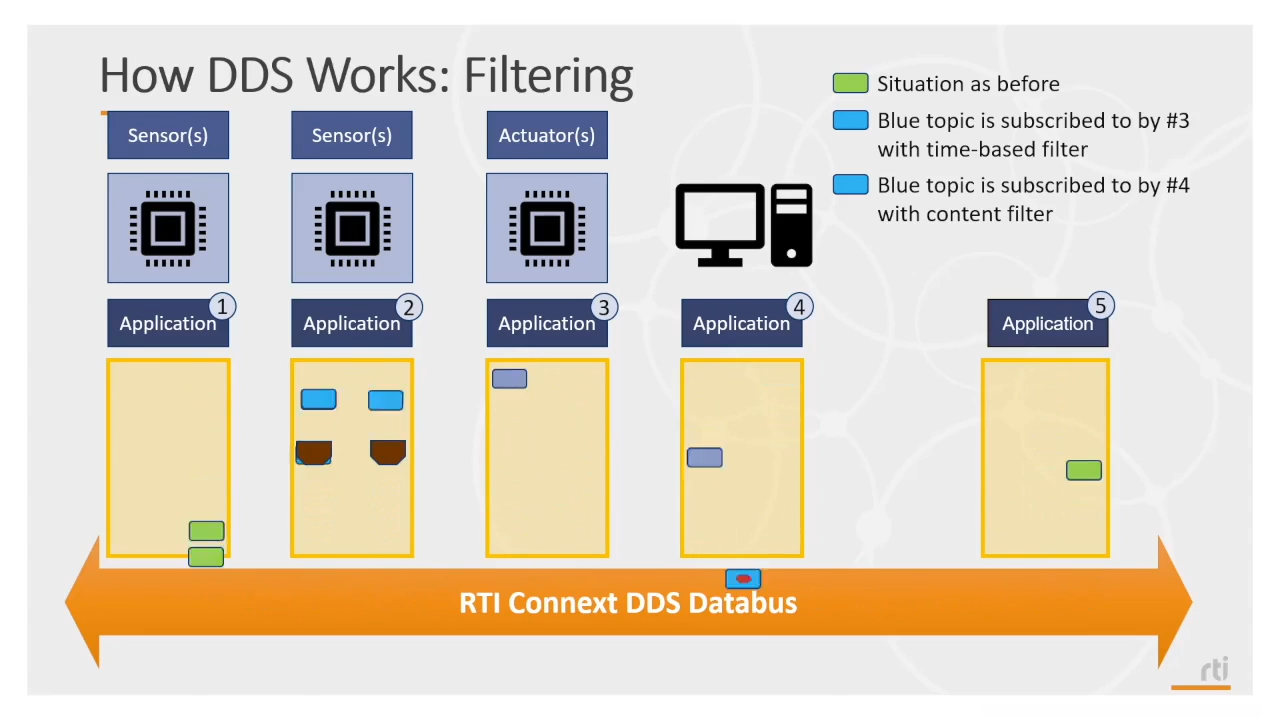 How DDS Works: Filtering
Situation as before
Blue topic is subscribed to by #3
with time-based filter
Blue topic is subscribed to by #4
with content filter
Sensor(s)
Sensor(s)
Actuator(s)
Application
1
Application
2
Application
3
Application
4
Application
5
RTI Connext DDS Databus
rti